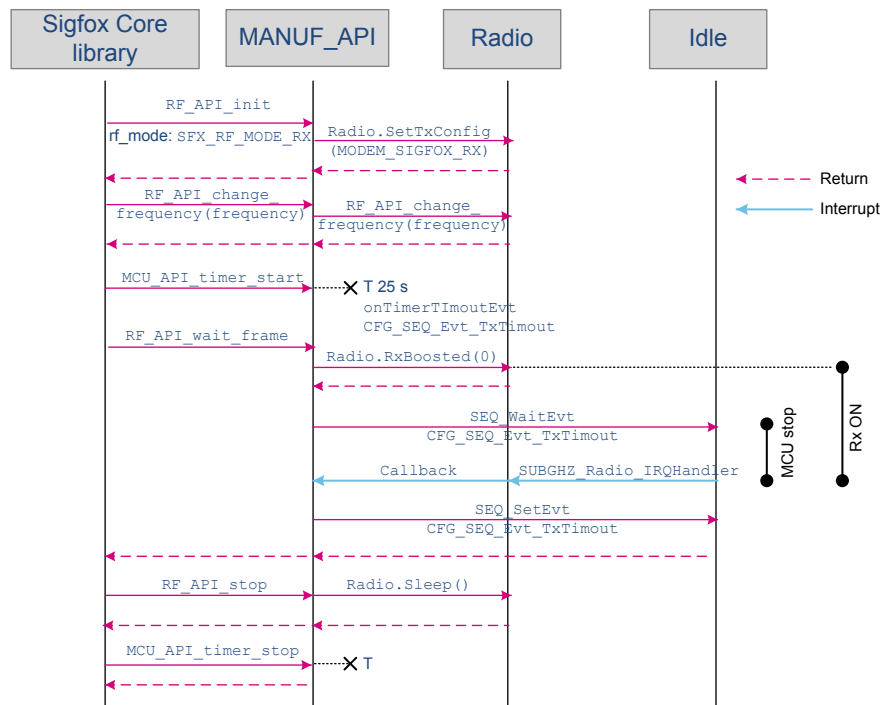 Sigfox Core
library
MANUF_API
Radio
Idle
RF_API_init
rf_mode: SFX_RF_MODE_RX
Radio.SetTxConfig
(MODEM_SIGFOX_RX)
Return
Interrupt
RF_API_change_
frequency(frequency)
RF_API_change_
frequency(frequency)
MCU_API_timer_start
T 25 s
onTimerTImoutEvt
CFG_SEQ_Evt_TxTimout
RF_API_wait_frame
Radio.RxBoosted(0)
SEQ_WaitEvt
CFG_SEQ_Evt_TxTimout
MCU stop
Rx ON
Callback
SUBGHZ_Radio_IRQHandler
SEQ_SetEvt
CFG_SEQ_Evt_TxTimout
RF_API_stop
Radio.Sleep()
MCU_API_timer_stop
T